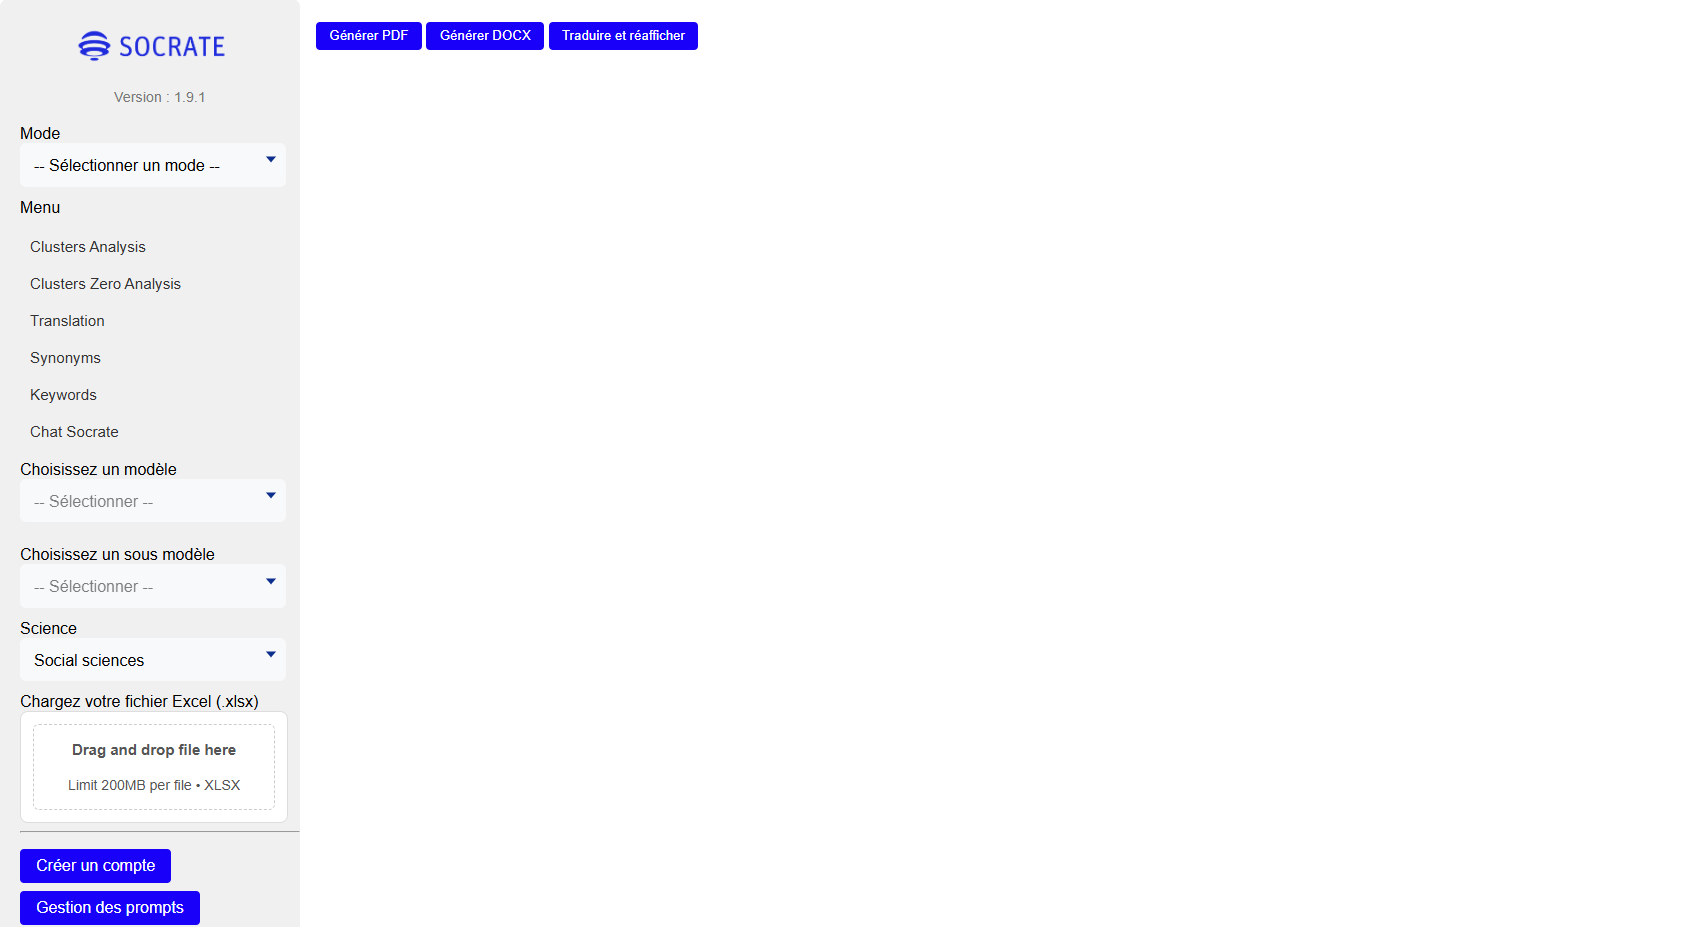 SOCRATE
Version : 1.9.1
Mode
-- Sélectionner un mode --
Menu
Clusters Analysis
Clusters Zero Analysis
Translation
Synonyms
Keywords
Chat Socrate
Choisissez un modèle
-- Sélectionner --
Choisissez un sous modèle
-- Sélectionner --
Science
Social sciences
Chargez votre fichier Excel (.xlsx)
Drag and drop file here
Limit 200MB per file • XLSX
Créer un compte
Gestion des prompts
Générer PDF
Générer DOCX
Traduire et réafficher